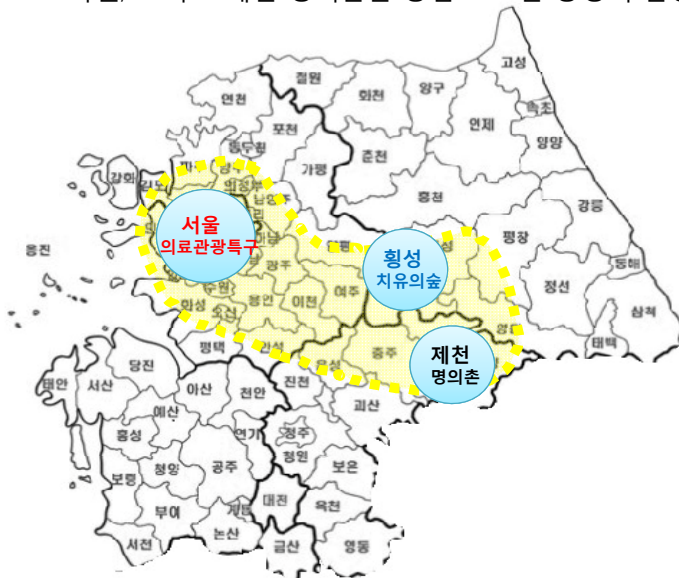 고성
철원
연천
화천
양구
속초
인제
포천
양양
동두천
춘천
가평
강화
의정부
홍천
강릉
서울
의료관광특구
평창
횡성
치유의숲
옹진
광주
동해
정선
여주
이천
용인
수원
화성
오산
삼척
태백
평택
제천
명의촌
충주
음성
당진
진천
태안
서산
아산
천안
괴산
예산
연기
청주
홍성
청원
청양
공주
보령
보은
대전
부여
계룡
옥천
논산
서천
금산
영동